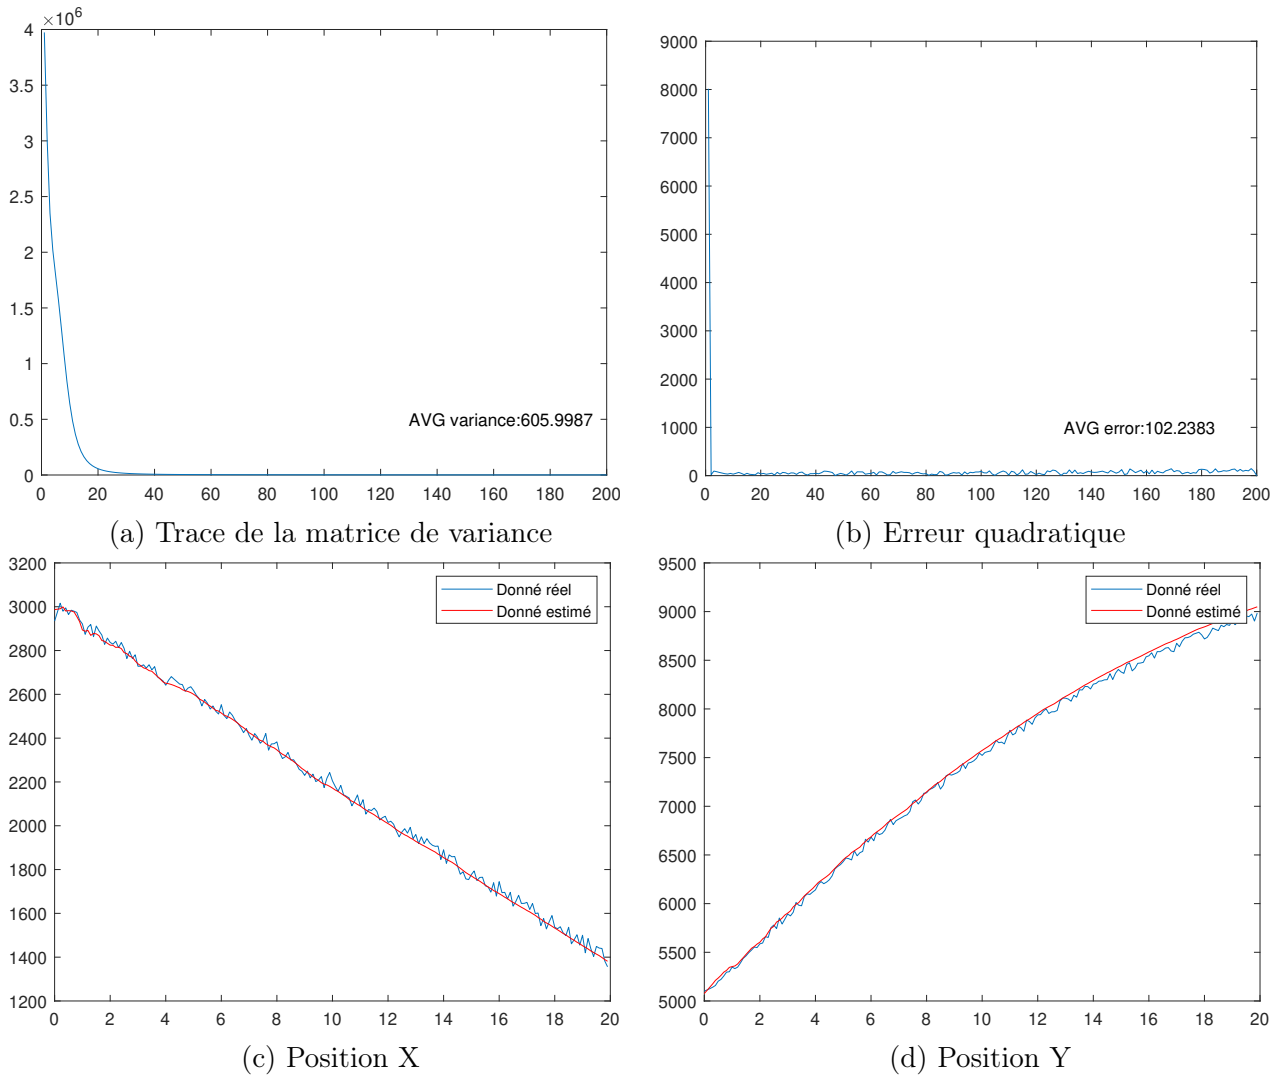 ×10⁶
4
3.5
3
2.5
2
1.5
1
0.5
0
AVG variance:605.9987
0 20 40 60 80 100 120 140 160 180 200
(a) Trace de la matrice de variance
9000
8000
7000
6000
5000
4000
3000
2000
1000
0
AVG error:102.2383
0 20 40 60 80 100 120 140 160 180 200
(b) Erreur quadratique
3200
3000
2800
2600
2400
2200
2000
1800
1600
1400
1200
Donné réel
Donné estimé
0 2 4 6 8 10 12 14 16 18 20
(c) Position X
9500
9000
8500
8000
7500
7000
6500
6000
5500
5000
Donné réel
Donné estimé
0 2 4 6 8 10 12 14 16 18 20
(d) Position Y